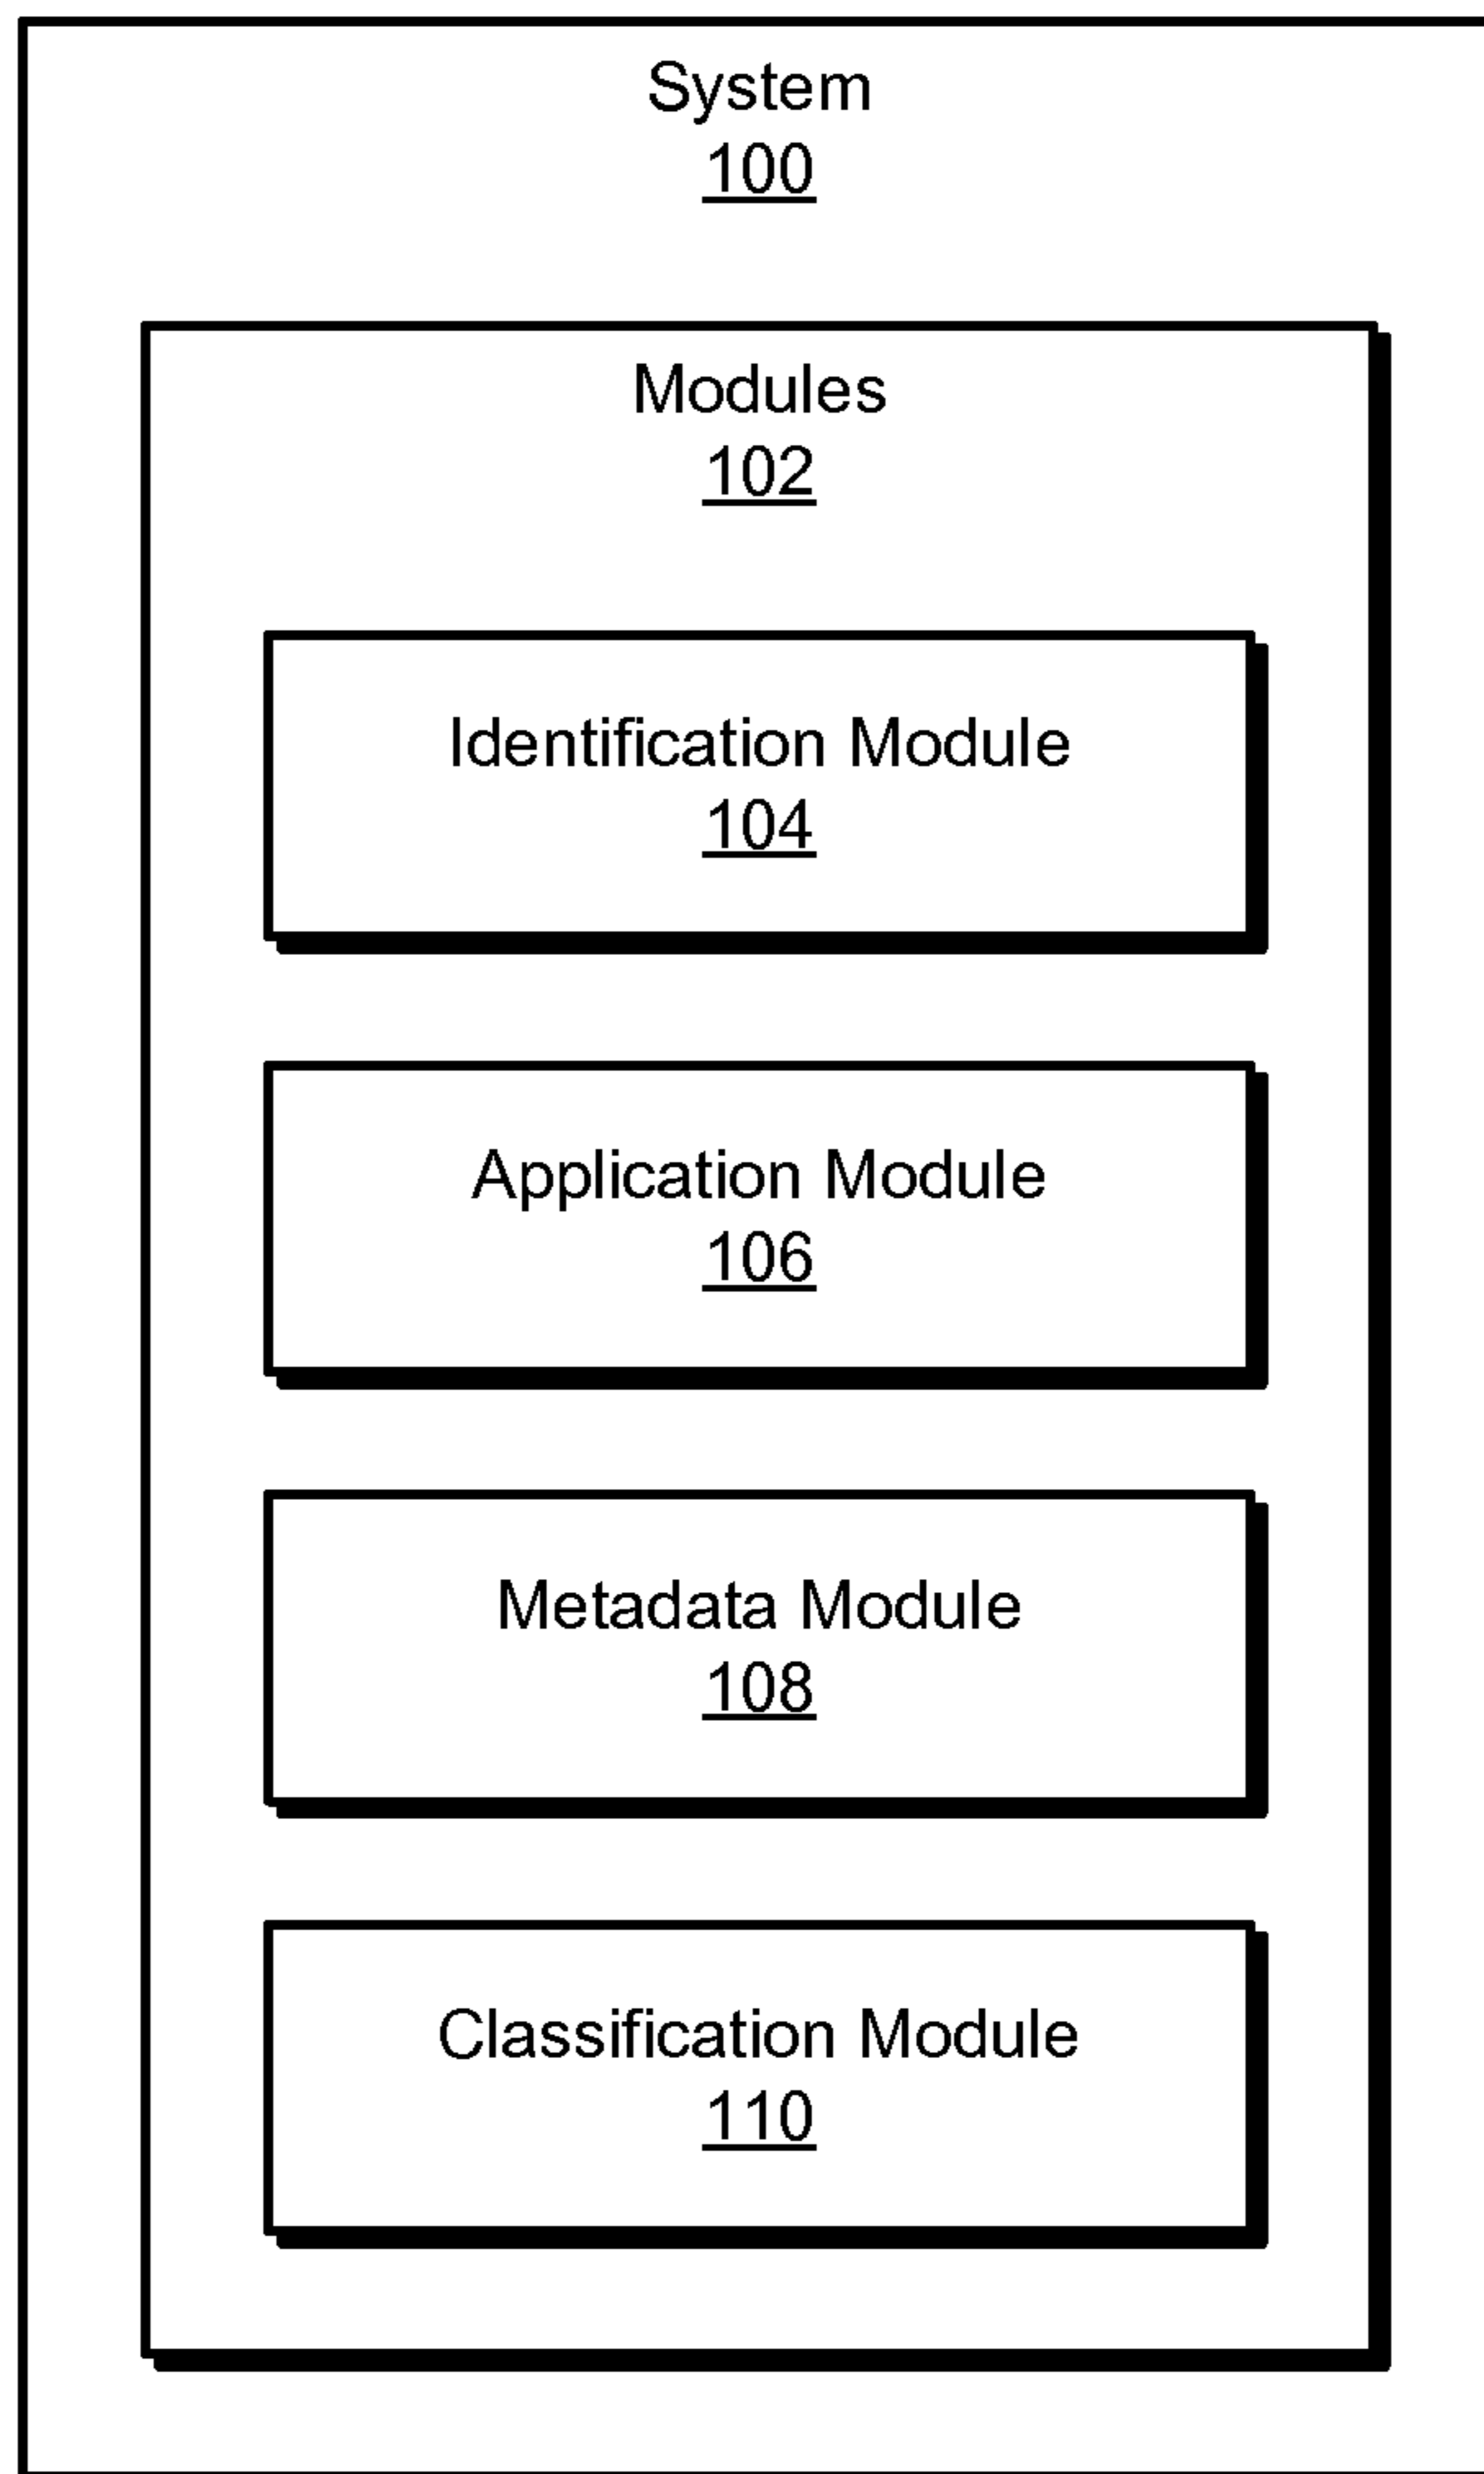 System
100
Modules
102
Identification Module
104
Application Module
106
Metadata Module
108
Classification Module
110